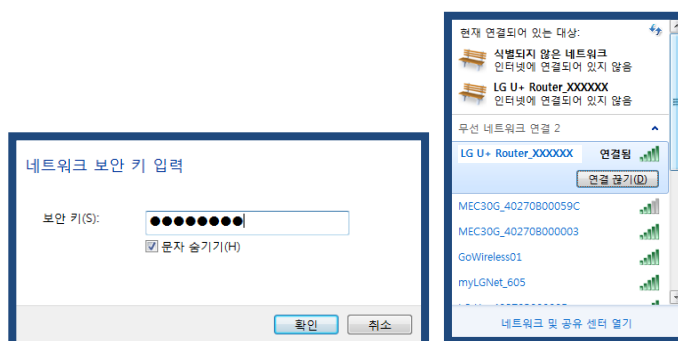 네트워크 보안 키 입력
보안 키(S):
●●●●●●●●
문자 숨기기(H)
확인
취소
현재 연결되어 있는 대상:
식별되지 않은 네트워크
인터넷에 연결되어 있지 않음
LG U+ Router_XXXXXX
인터넷에 연결되어 있지 않음
무선 네트워크 연결 2
LG U+ Router_XXXXXX 연결됨
연결 끊기(D)
MEC30G_40270B00059C
MEC30G_40270B000003
GoWireless01
myLGNet_605
네트워크 및 공유 센터 열기